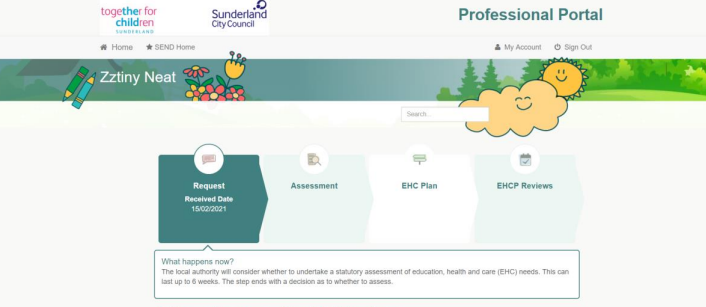 together for
children
SUNDERLAND
Sunderland
City Council
Professional Portal
Home
SEND Home
My Account
Sign Out
Zztiny Neat
Search...
Request
Received Date
15/02/2021
Assessment
EHC Plan
EHCP Reviews
What happens now?
The local authority will consider whether to undertake a statutory assessment of education, health and care (EHC) needs. This can
last up to 6 weeks. The step ends with a decision as to whether to assess.